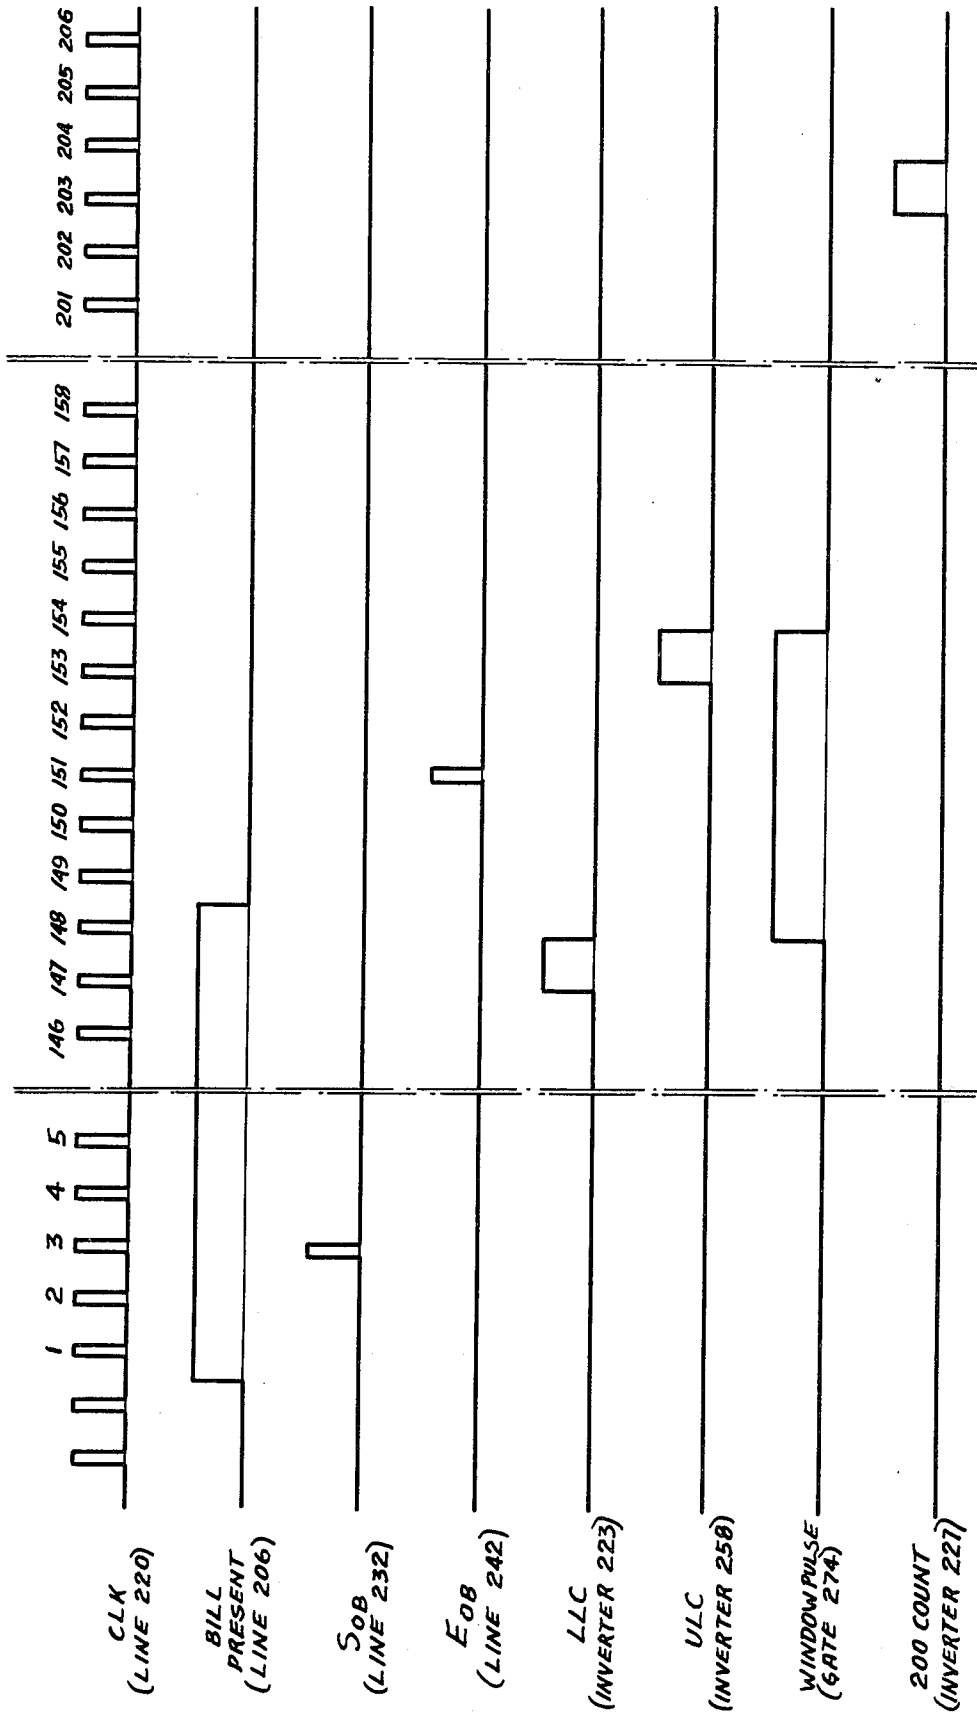 1 2 3 4 5 146 147 148 149 150 151 152 153 154 155 156 157 158 201 202 203 204 205 206
CLK
(LINE 220)
BILL
PRESENT
(LINE 206)
SOB
(LINE 232)
EOB
(LINE 242)
LLC
(INVERTER 223)
ULC
(INVERTER 258)
WINDOW PULSE
(GATE 274)
200 COUNT
(INVERTER 227)